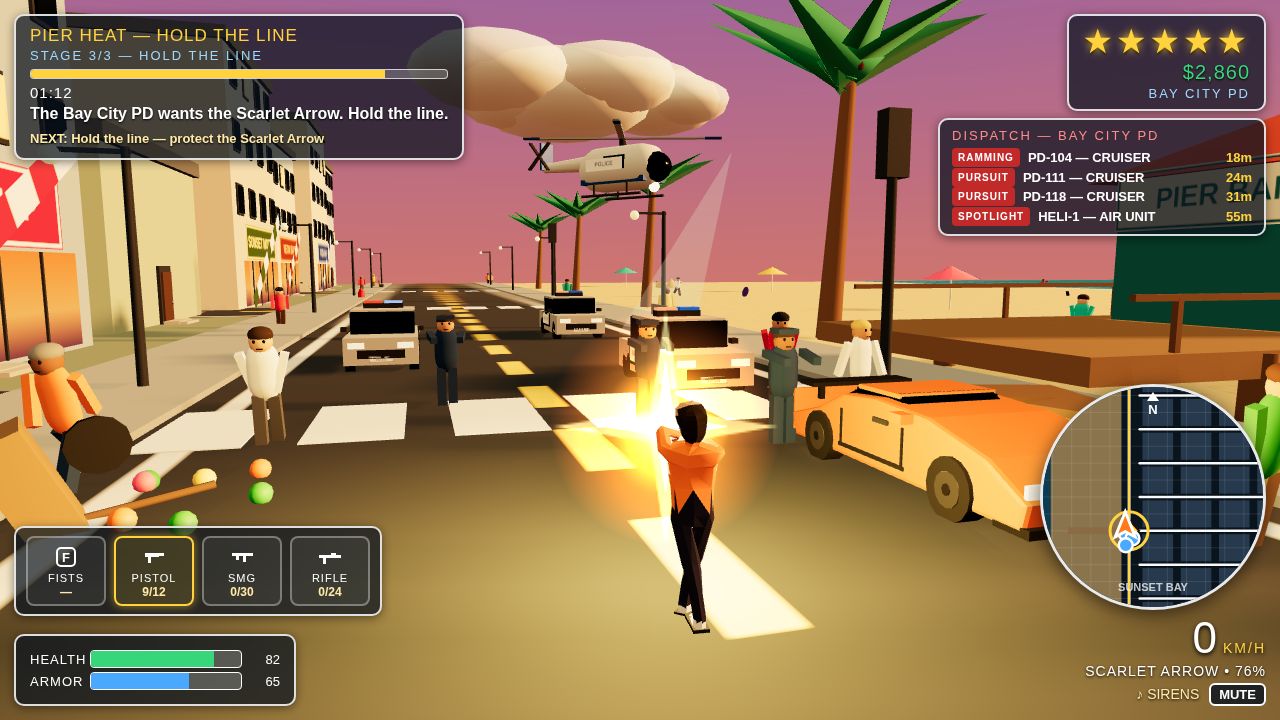 PIER HEAT — HOLD THE LINE
STAGE 3/3 — HOLD THE LINE
01:12
The Bay City PD wants the Scarlet Arrow. Hold the line.
NEXT: Hold the line — protect the Scarlet Arrow
★★★★★
$2,860
BAY CITY PD
DISPATCH — BAY CITY PD
RAMMING PD-104 — CRUISER 18m
PURSUIT PD-111 — CRUISER 24m
PURSUIT PD-118 — CRUISER 31m
SPOTLIGHT HELI-1 — AIR UNIT 55m
POLICE
N
SUNSET BAY
F
FISTS
—
PISTOL
9/12
SMG
0/30
RIFLE
0/24
HEALTH 82
ARMOR 65
0 KM/H
SCARLET ARROW • 76%
♪ SIRENS MUTE